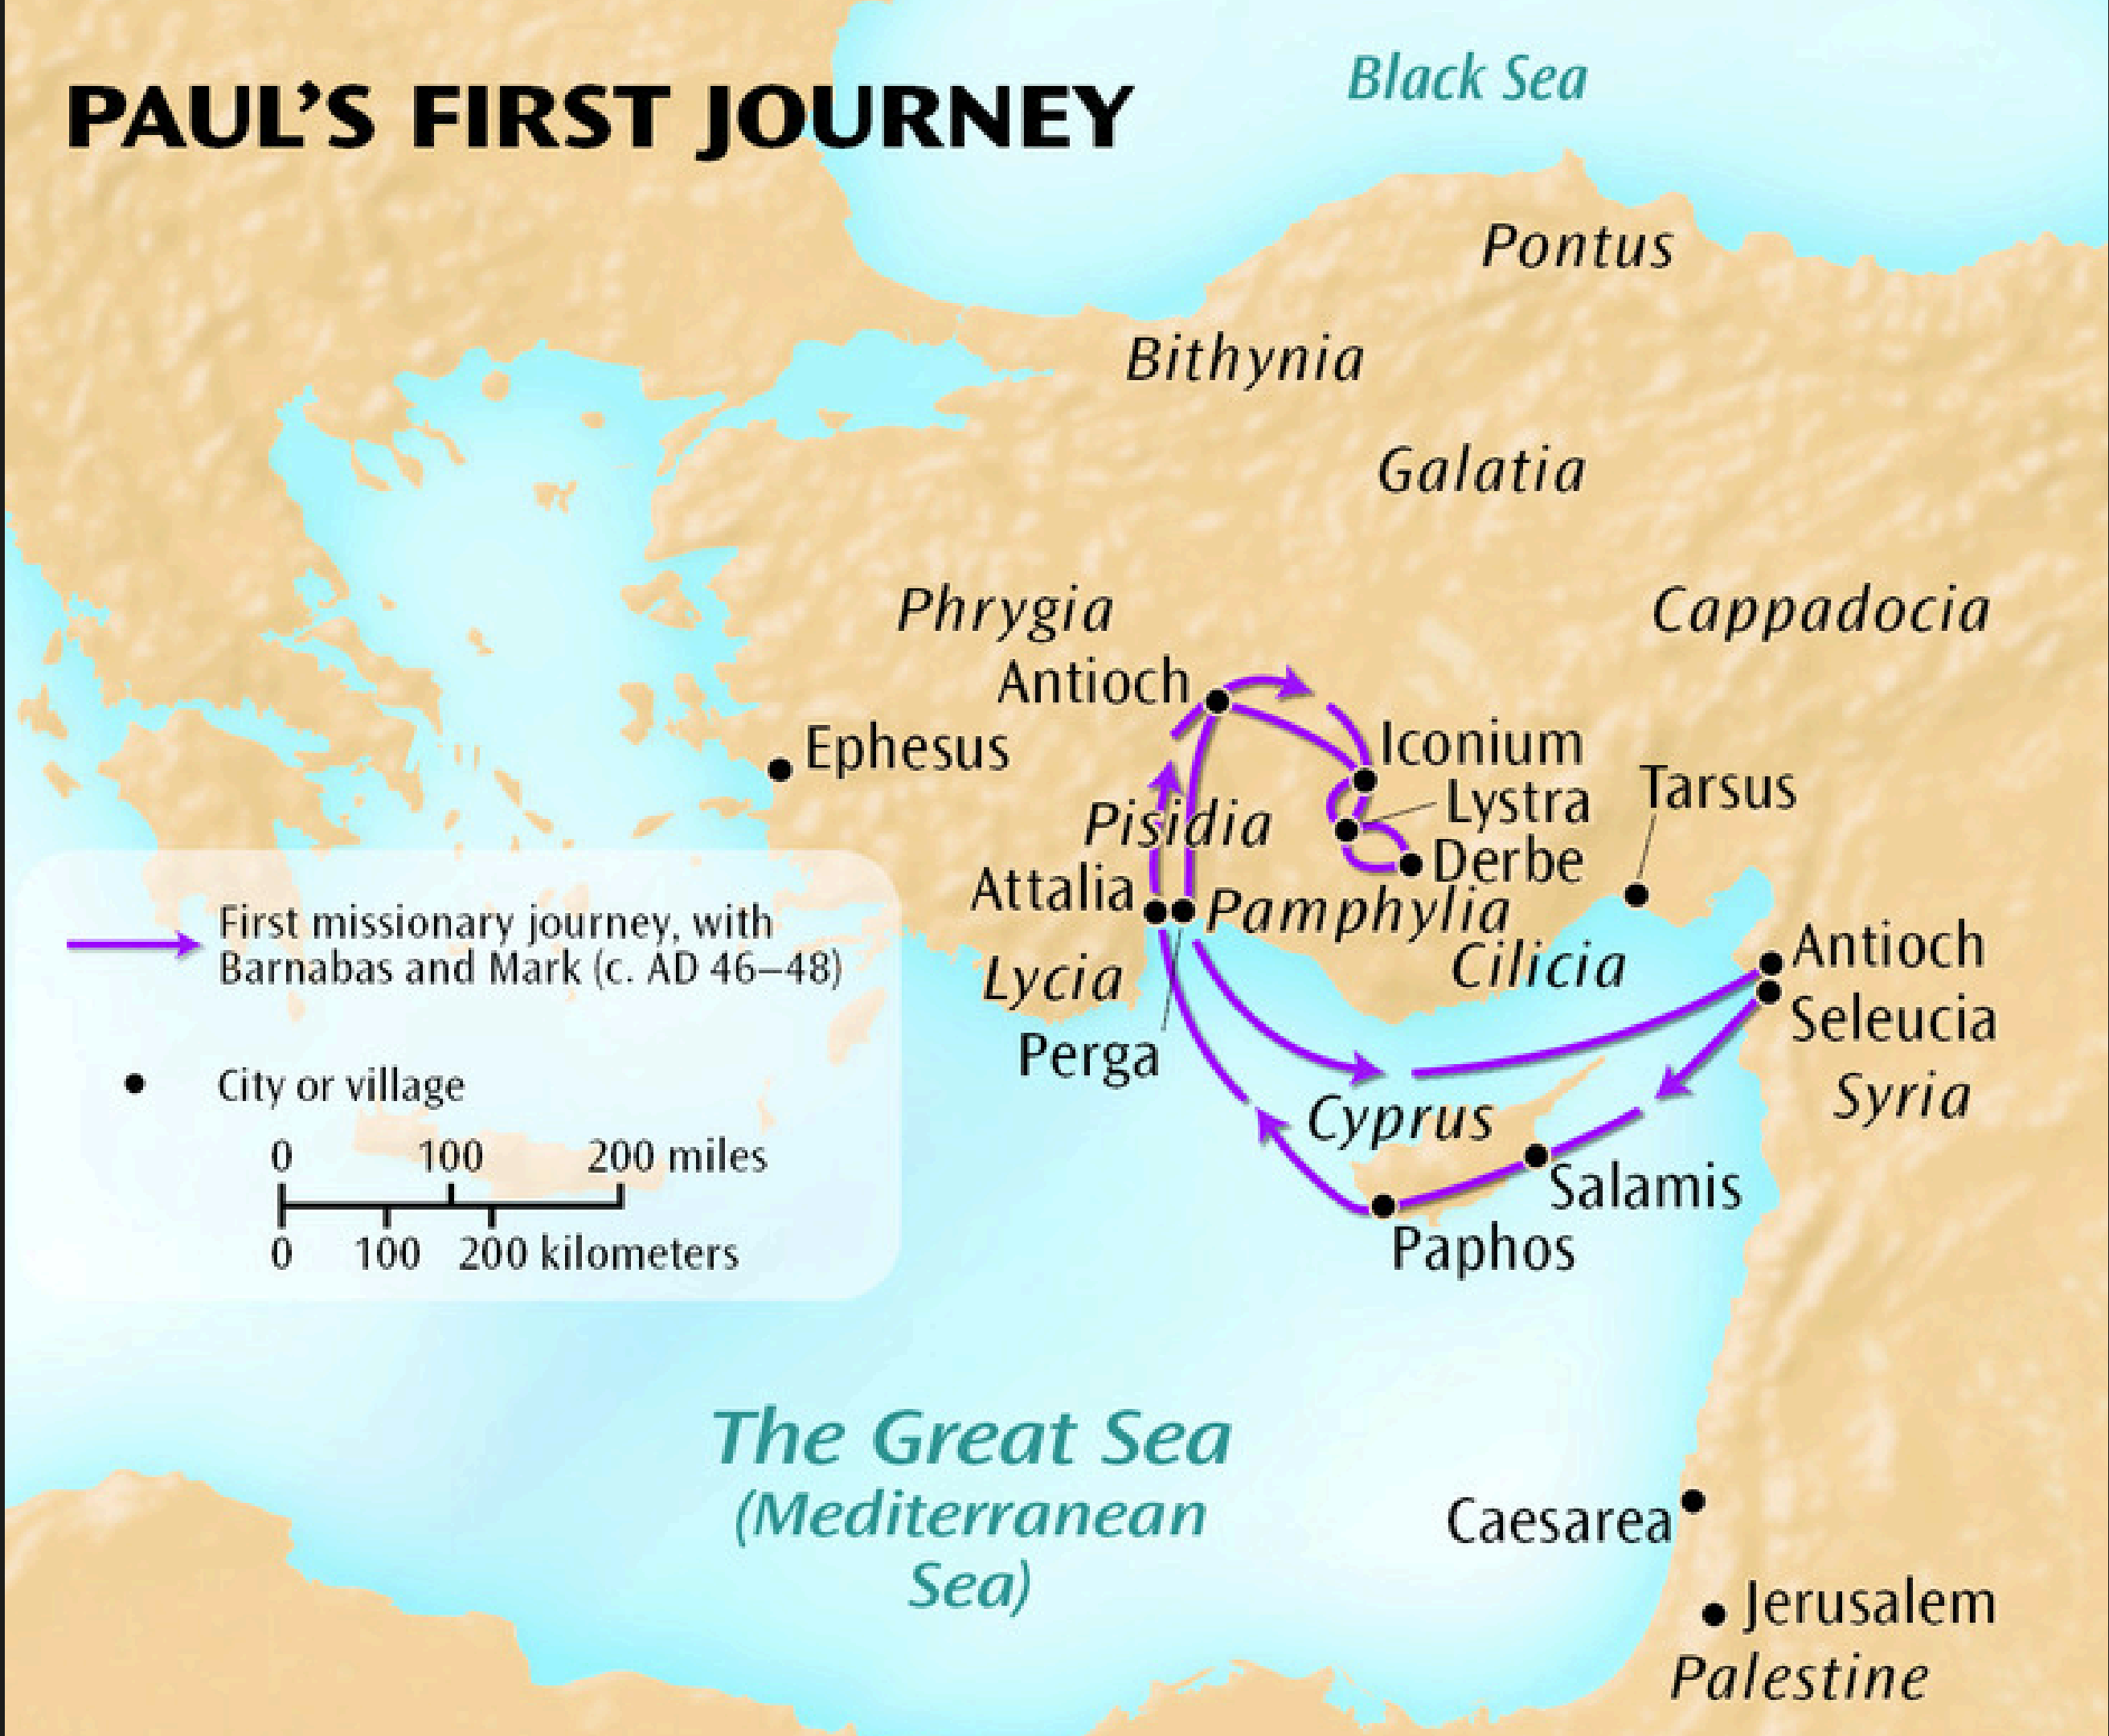 PAUL'S FIRST JOURNEY
Black Sea
Pontus
Bithynia
Galatia
Phrygia
Cappadocia
Antioch
Ephesus
Iconium
Lystra
Tarsus
Pisidia
Derbe
Attalia
Pamphylia
Cilicia
Lycia
Perga
Antioch
Seleucia
Syria
Cyprus
Salamis
Paphos
First missionary journey, with
Barnabas and Mark (c. AD 46–48)
City or village
0 100 200 miles
0 100 200 kilometers
The Great Sea
(Mediterranean
Sea)
Caesarea
Jerusalem
Palestine